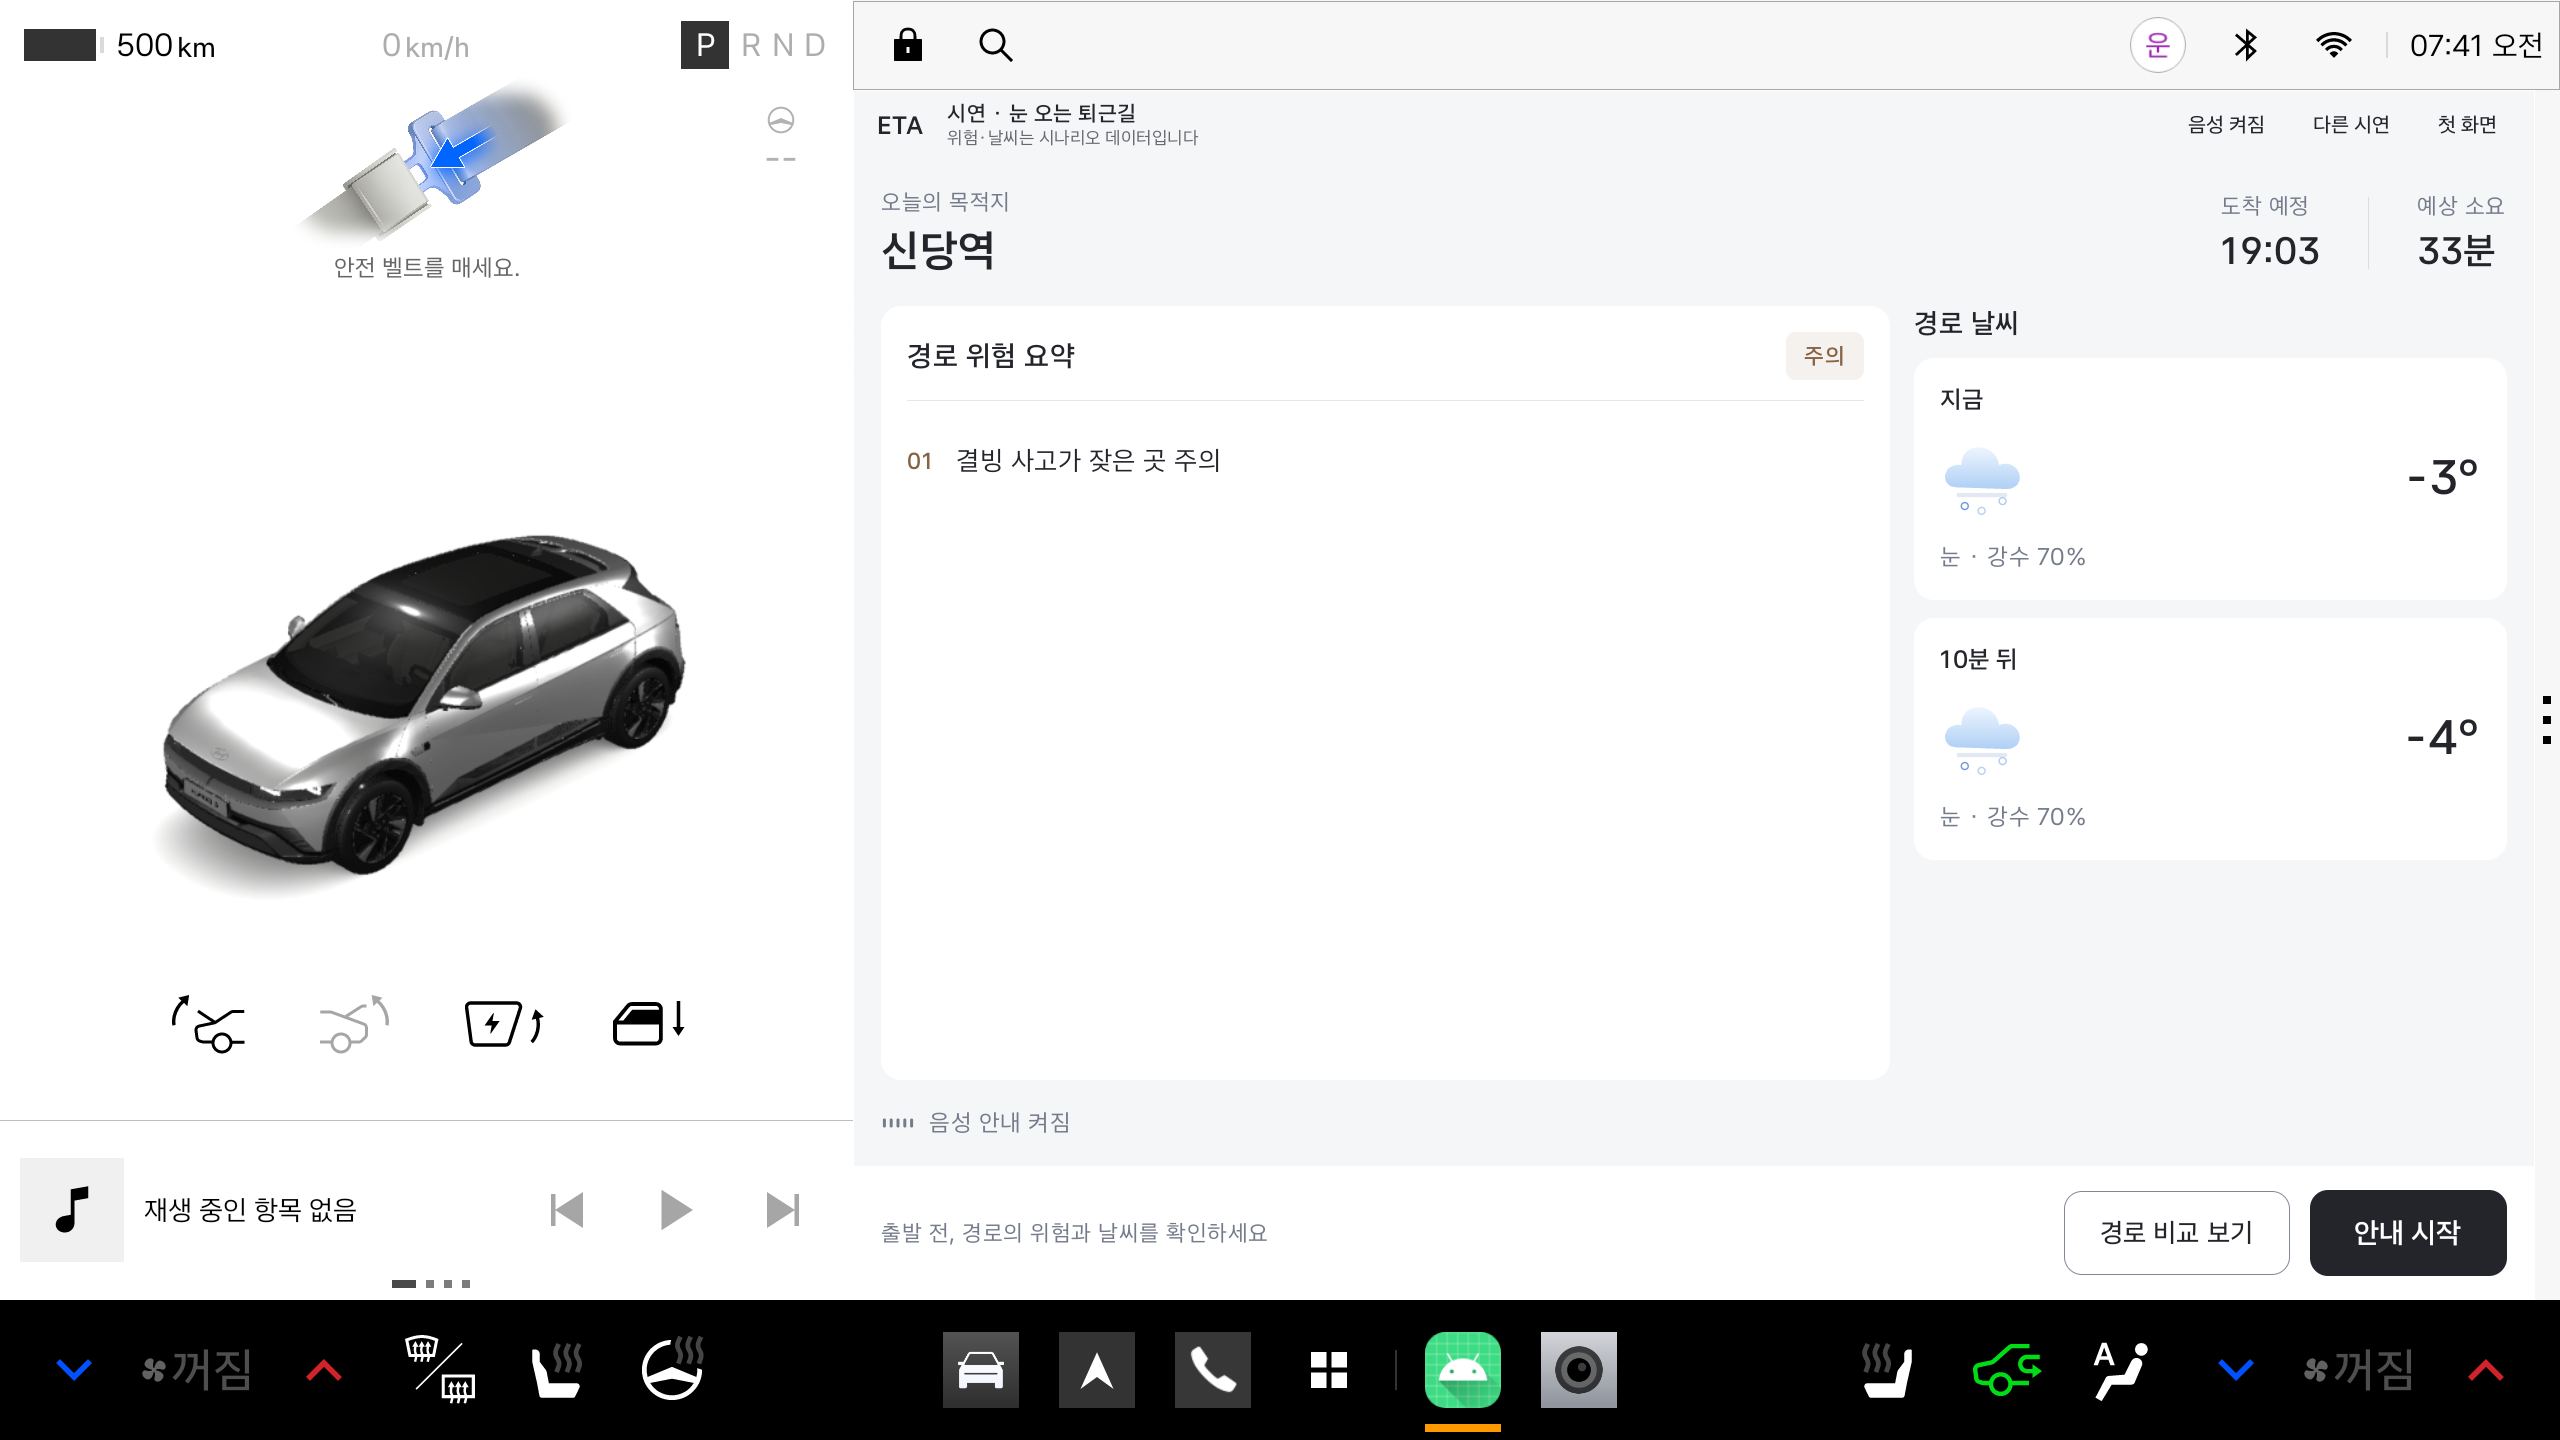 500 km
0 km/h
P R N D
안전 벨트를 매세요.
재생 중인 항목 없음
운
07:41 오전
ETA
시연 · 눈 오는 퇴근길
위험·날씨는 시나리오 데이터입니다
음성 켜짐
다른 시연
첫 화면
오늘의 목적지
신당역
도착 예정
19:03
예상 소요
33분
경로 위험 요약
주의
01 결빙 사고가 잦은 곳 주의
경로 날씨
지금
-3°
눈 · 강수 70%
10분 뒤
-4°
눈 · 강수 70%
음성 안내 켜짐
출발 전, 경로의 위험과 날씨를 확인하세요
경로 비교 보기
안내 시작
꺼짐
A
꺼짐